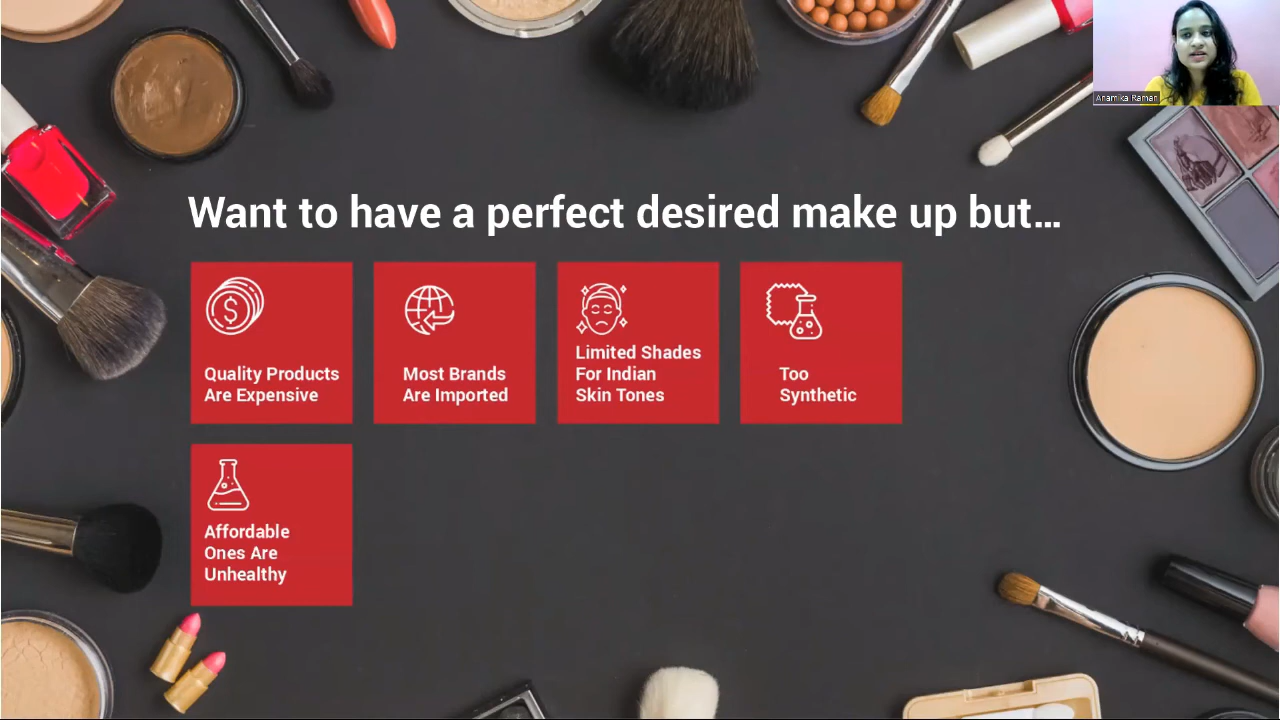 Anamika Raman
Want to have a perfect desired make up but...
Quality Products
Are Expensive
Most Brands
Are Imported
Limited Shades
For Indian
Skin Tones
Too
Synthetic
Affordable
Ones Are
Unhealthy